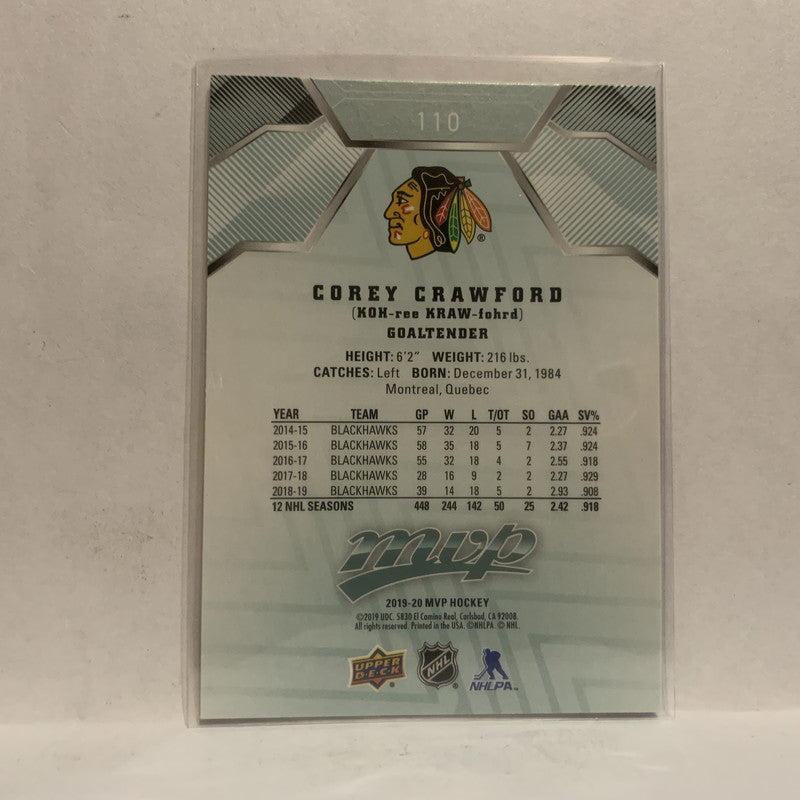 110
®
COREY CRAWFORD
(KOH-ree KRAW-fohrd)
GOALTENDER
HEIGHT: 6'2" WEIGHT: 216 lbs.
CATCHES: Left BORN: December 31, 1984
Montreal, Quebec
YEAR TEAM GP W L T/OT SO GAA SV%
2014-15 BLACKHAWKS 57 32 20 5 2 2.27 .924
2015-16 BLACKHAWKS 58 35 18 5 7 2.37 .924
2016-17 BLACKHAWKS 55 32 18 4 2 2.55 .918
2017-18 BLACKHAWKS 28 16 9 2 2 2.27 .929
2018-19 BLACKHAWKS 39 14 18 5 2 2.93 .908
12 NHL SEASONS 448 244 142 50 25 2.42 .918
mvp
2019-20 MVP HOCKEY
©2019 UDC. 5830 El Camino Real, Carlsbad, CA 92008.
All rights reserved. Printed in the USA. ©NHLPA. © NHL.
UPPER DECK® NHL® NHLPA™